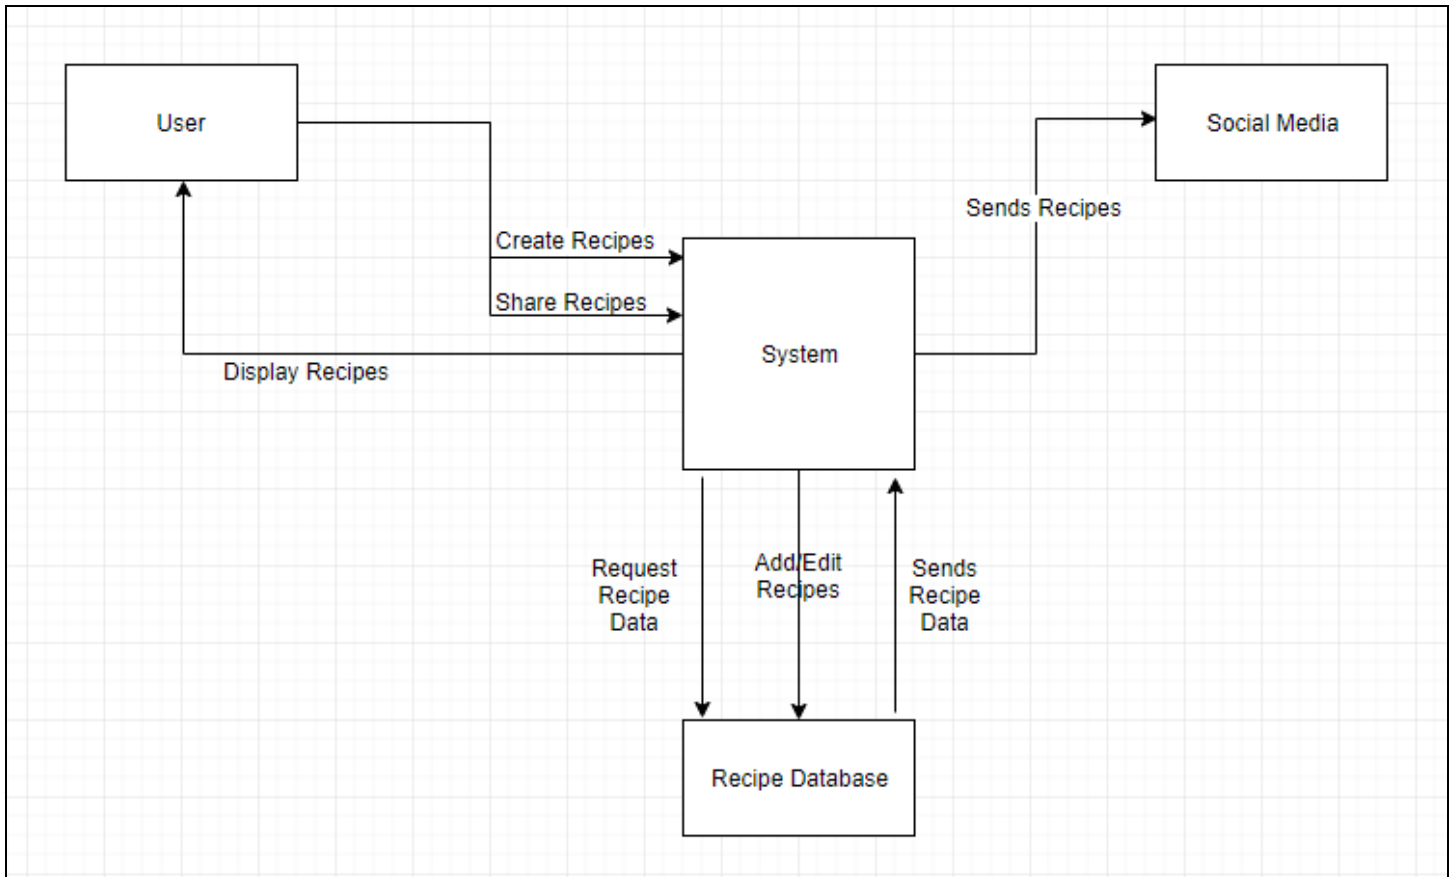 User
Social Media
Sends Recipes
Create Recipes
Share Recipes
System
Display Recipes
Request
Recipe
Data
Add/Edit
Recipes
Sends
Recipe
Data
Recipe Database